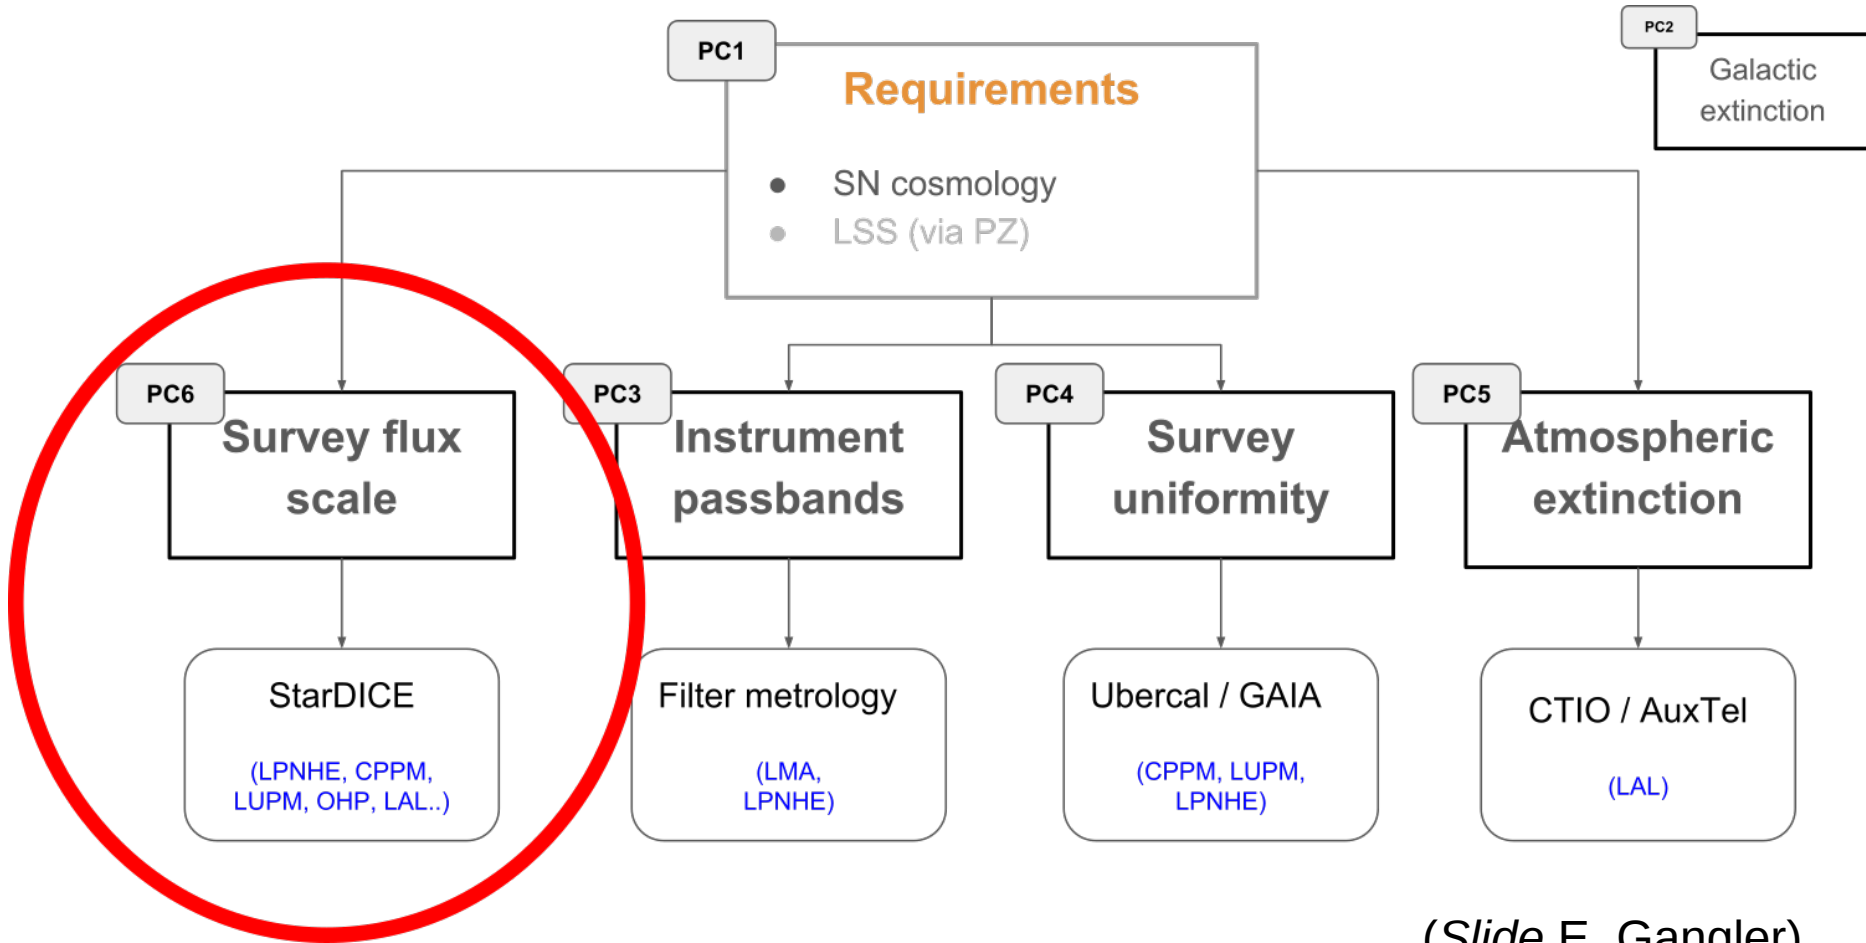 PC1
Requirements
● SN cosmology
● LSS (via PZ)
PC2
Galactic
extinction
PC6
Survey flux
scale
PC3
Instrument
passbands
PC4
Survey
uniformity
PC5
Atmospheric
extinction
StarDICE
(LPNHE, CPPM,
LUPM, OHP, LAL..)
Filter metrology
(LMA,
LPNHE)
Ubercal / GAIA
(CPPM, LUPM,
LPNHE)
CTIO / AuxTel
(LAL)
(Slide E. Gangler)